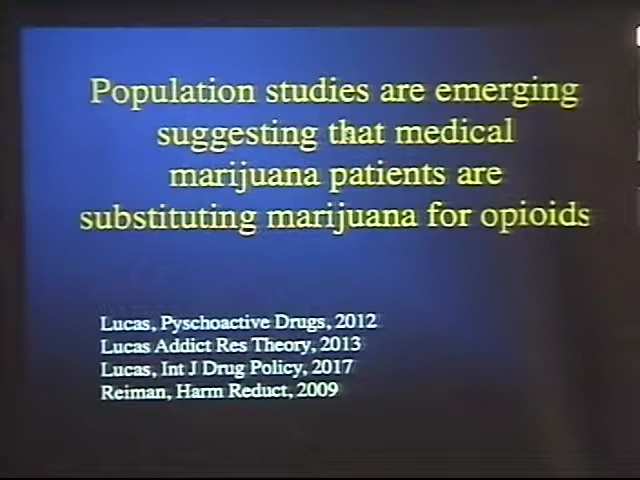 Population studies are emerging
suggesting that medical
marijuana patients are
substituting marijuana for opioids
Lucas, Pyschoactive Drugs, 2012
Lucas Addict Res Theory, 2013
Lucas, Int J Drug Policy, 2017
Reiman, Harm Reduct, 2009